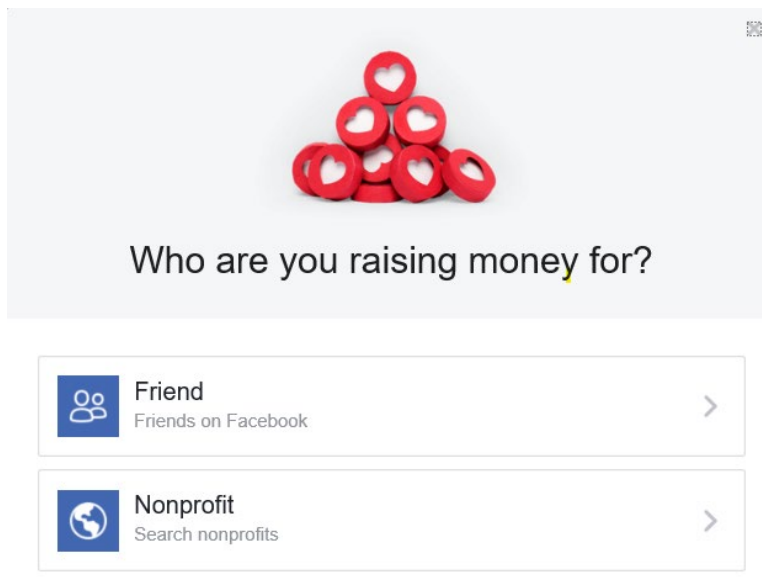 Who are you raising money for?
Friend
Friends on Facebook
Nonprofit
Search nonprofits